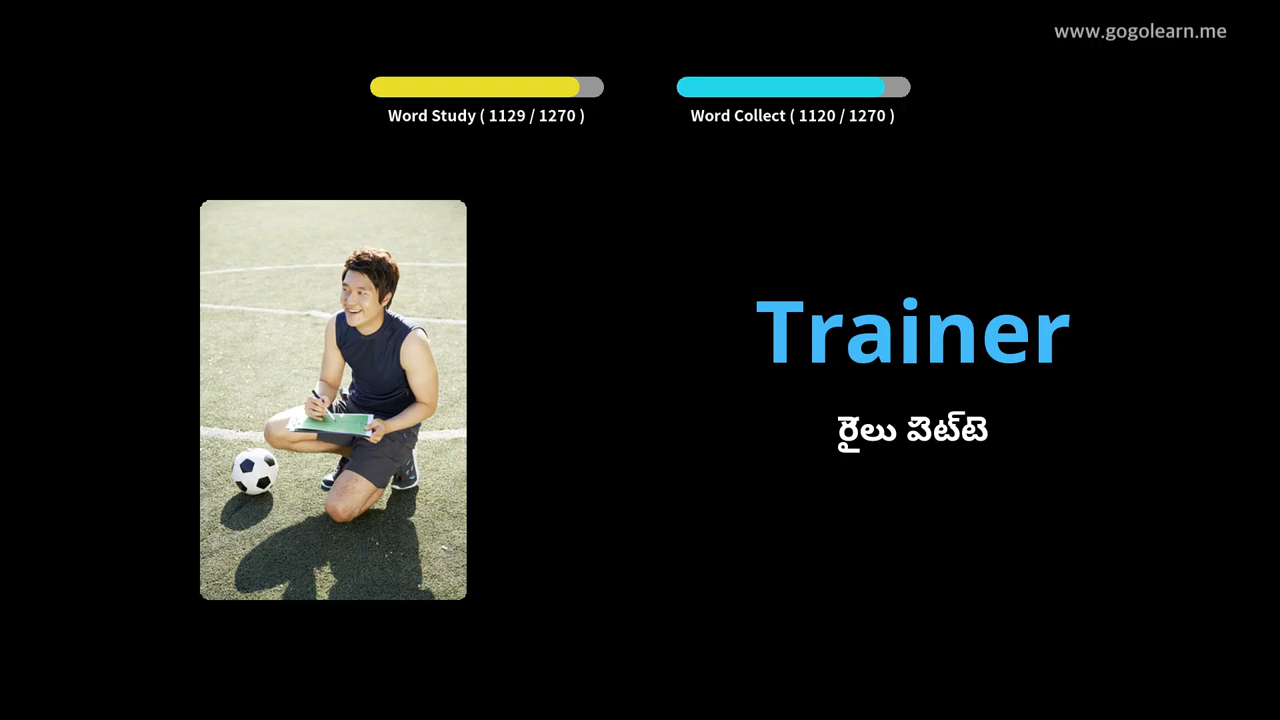 www.gogolearn.me
Word Study ( 1129 / 1270 )
Word Collect ( 1120 / 1270 )
Trainer
రైలు పెట్టె